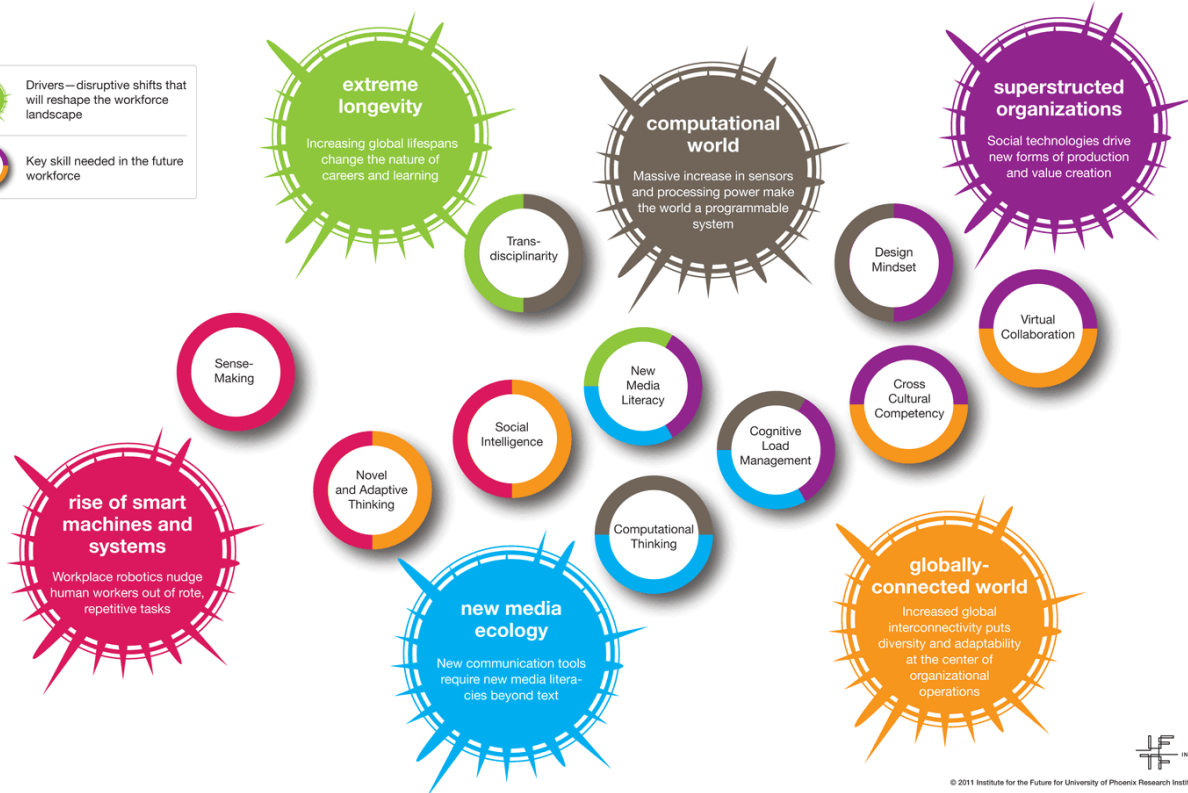 Drivers—disruptive shifts that
will reshape the workforce
landscape
Key skill needed in the future
workforce
extreme
longevity
Increasing global lifespans
change the nature of
careers and learning
computational
world
Massive increase in sensors
and processing power make
the world a programmable
system
superstructed
organizations
Social technologies drive
new forms of production
and value creation
Trans-
disciplinarity
Design
Mindset
Virtual
Collaboration
Sense-
Making
New
Media
Literacy
Cross
Cultural
Competency
Social
Intelligence
Cognitive
Load
Management
Novel
and Adaptive
Thinking
Computational
Thinking
rise of smart
machines and
systems
Workplace robotics nudge
human workers out of rote,
repetitive tasks
new media
ecology
New communication tools
require new media litera-
cies beyond text
globally-
connected world
Increased global
interconnectivity puts
diversity and adaptability
at the center of
organizational
operations
IN
© 2011 Institute for the Future for University of Phoenix Research Instit